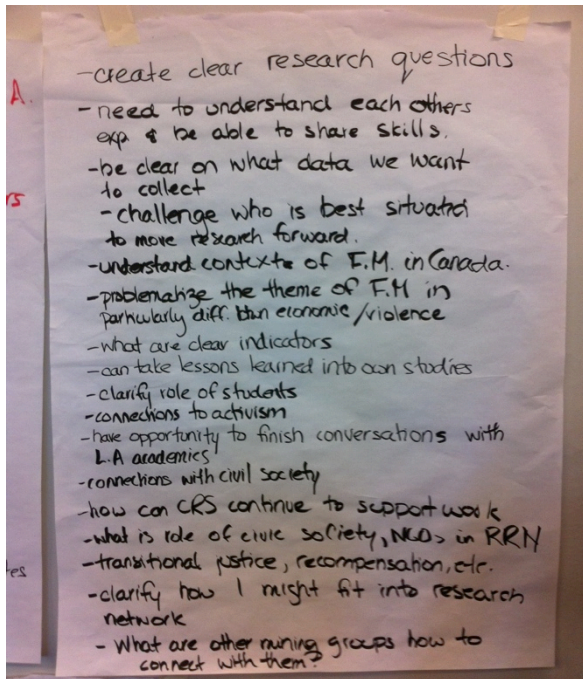 A.
rs
-create clear research questions
-need to understand each others
exp & be able to share skills.
-be clear on what data we want
to collect
-challenge who is best situated
to move research forward.
-understand contexts of F.M. in Canada.
-problematize the theme of F.M in
particularly diff. btwn economic/violence
-what are clear indicators
-can take lessons learned into own studies
-clarify role of students
-connections to activism
-have opportunity to finish conversations with
L.A academics
-connections with civil society
-how can CRS continue to support work
-what is role of civic society, NGOs in RRN
-transitional justice, recompensation, etc.
-clarify how I might fit into research
network
- What are other mining groups how to
connect with them?
tes